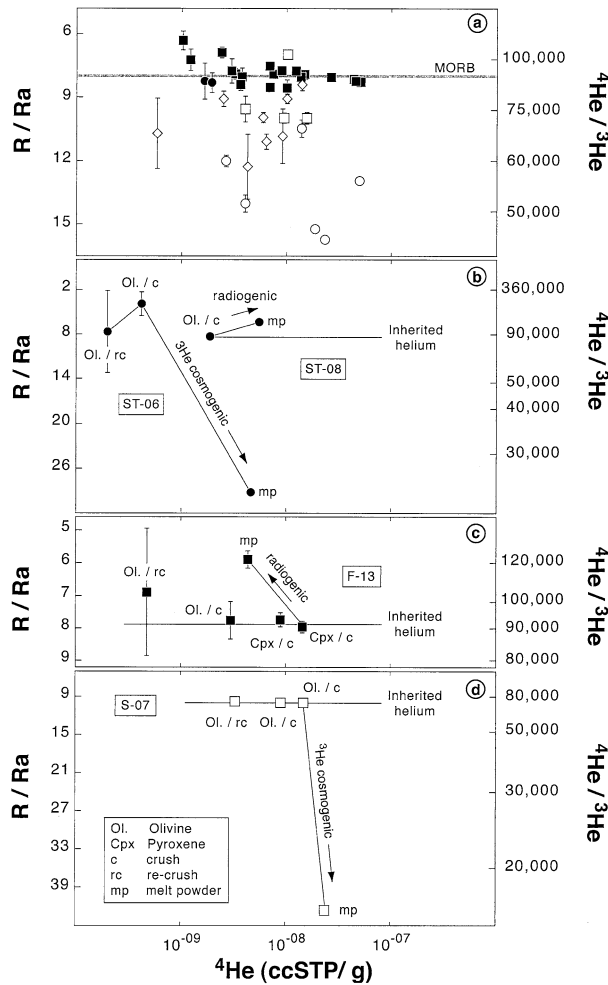 a
6
9
12
15
R / Ra
MORB
100,000
75,000
60,000
50,000
⁴He / ³He
b
2
8
14
20
26
R / Ra
Ol. / c
Ol. / rc
³He cosmogenic
ST-06
mp
radiogenic
Ol. / c
mp
Inherited
helium
ST-08
360,000
90,000
50,000
40,000
30,000
⁴He / ³He
c
5
6
7
8
9
R / Ra
Ol. / rc
Ol. / c
mp
radiogenic
F-13
Cpx / c
Cpx / c
Inherited
helium
120,000
100,000
90,000
80,000
⁴He / ³He
d
9
15
21
27
33
39
R / Ra
S-07
Ol. / rc
Ol. / c
Ol. / c
Inherited
helium
³He cosmogenic
mp
80,000
50,000
30,000
20,000
⁴He / ³He
Ol. Olivine
Cpx Pyroxene
c crush
rc re-crush
mp melt powder
10⁻⁰⁹
10⁻⁰⁸
10⁻⁰⁷
⁴He (ccSTP/ g)